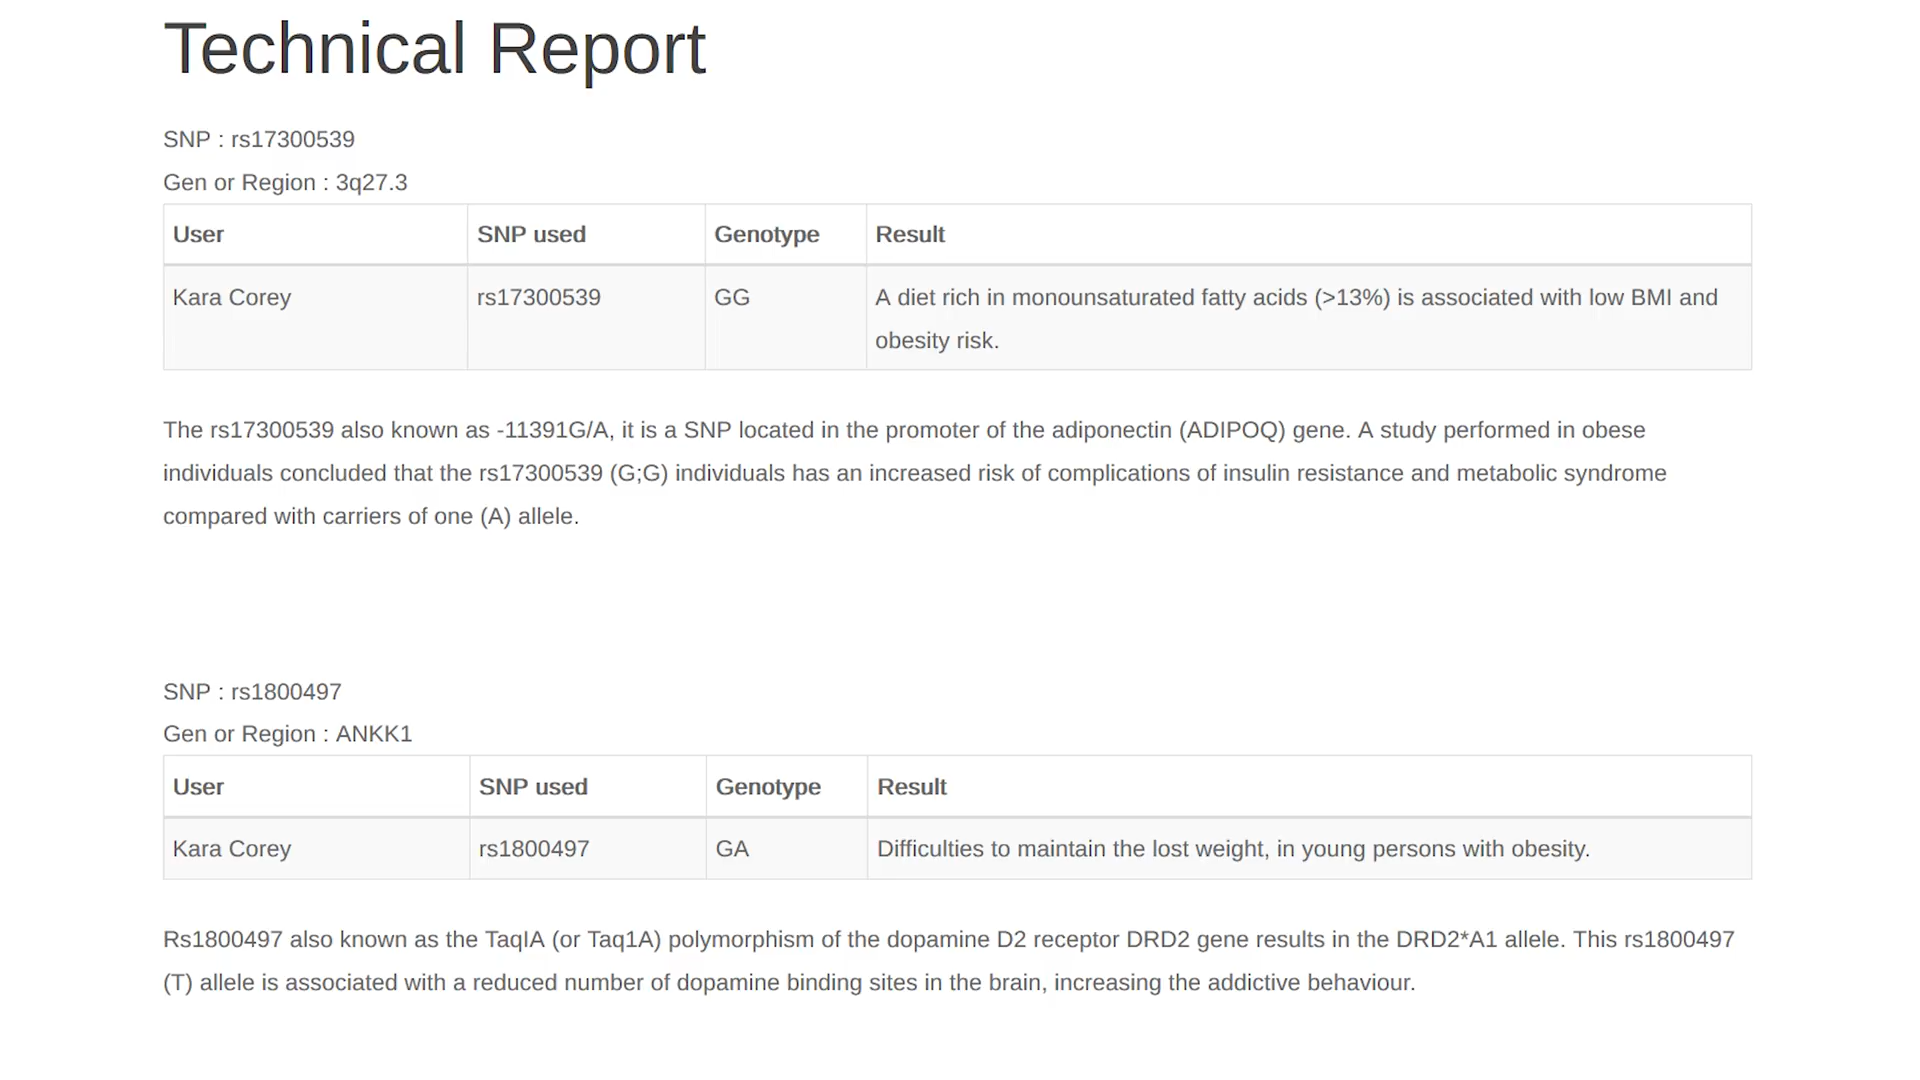 Technical Report
SNP : rs17300539
Gen or Region : 3q27.3
User SNP used Genotype Result
Kara Corey rs17300539 GG A diet rich in monounsaturated fatty acids (>13%) is associated with low BMI and
obesity risk.
The rs17300539 also known as -11391G/A, it is a SNP located in the promoter of the adiponectin (ADIPOQ) gene. A study performed in obese
individuals concluded that the rs17300539 (G;G) individuals has an increased risk of complications of insulin resistance and metabolic syndrome
compared with carriers of one (A) allele.
SNP : rs1800497
Gen or Region : ANKK1
User SNP used Genotype Result
Kara Corey rs1800497 GA Difficulties to maintain the lost weight, in young persons with obesity.
Rs1800497 also known as the TaqIA (or Taq1A) polymorphism of the dopamine D2 receptor DRD2 gene results in the DRD2*A1 allele. This rs1800497
(T) allele is associated with a reduced number of dopamine binding sites in the brain, increasing the addictive behaviour.